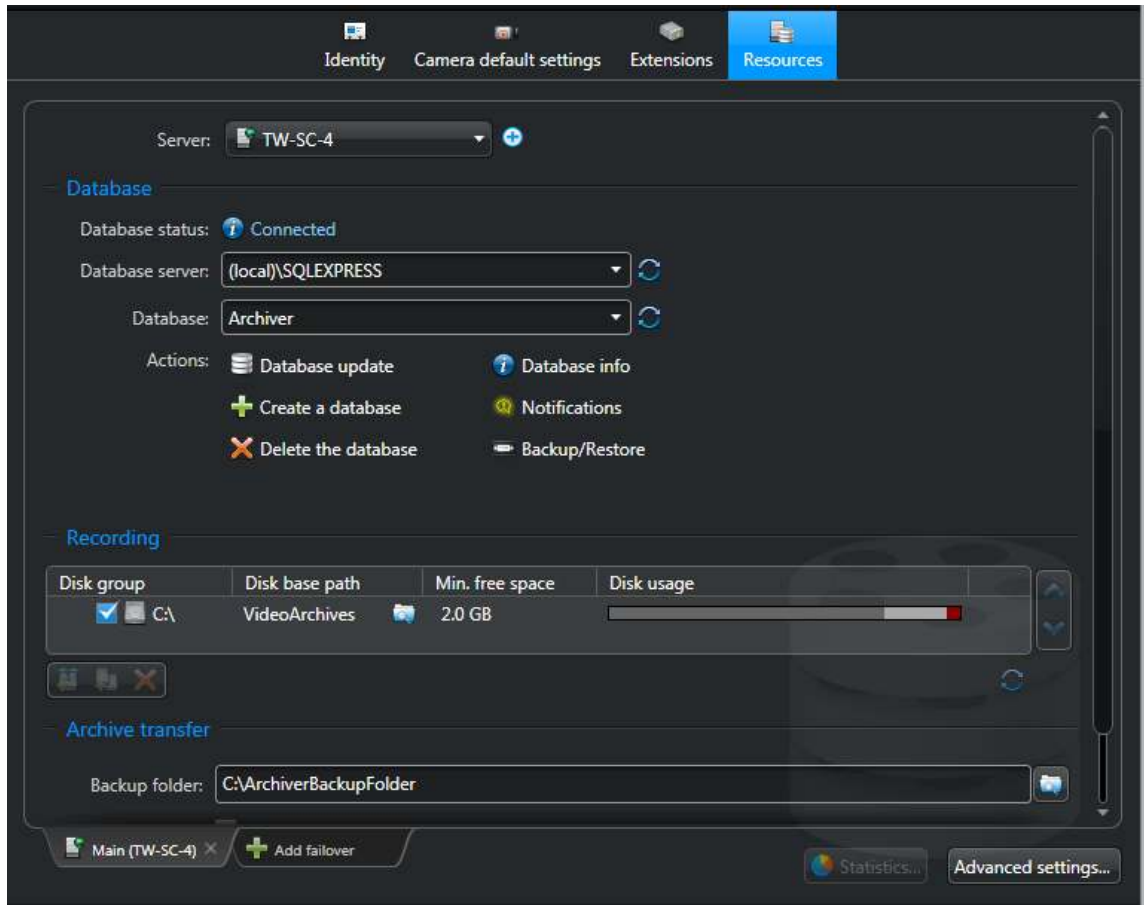 Identity Camera default settings Extensions Resources
Server: TW-SC-4
Database
Database status: Connected
Database server: (local)\SQLEXPRESS
Database: Archiver
Actions: Database update Database info
Create a database Notifications
Delete the database Backup/Restore
Recording
Disk group Disk base path Min. free space Disk usage
C:\ VideoArchives 2.0 GB
Archive transfer
Backup folder: C:\ArchiverBackupFolder
Main (TW-SC-4) Add failover
Statistics... Advanced settings...